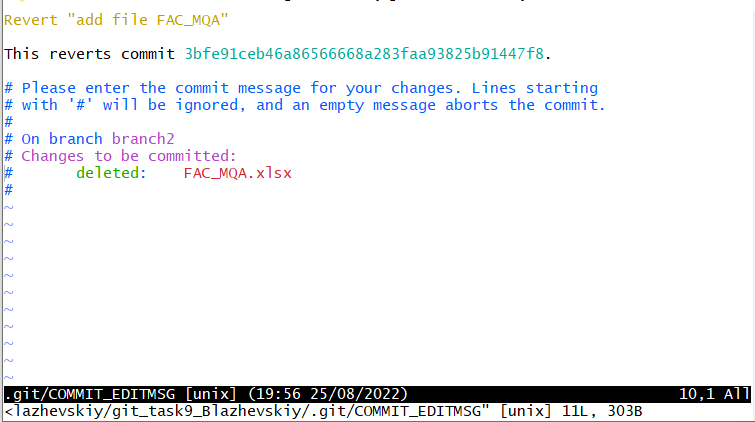 Revert "add file FAC_MQA"
This reverts commit 3bfe91ceb46a86566668a283faa93825b91447f8.
# Please enter the commit message for your changes. Lines starting
# with '#' will be ignored, and an empty message aborts the commit.
#
# On branch branch2
# Changes to be committed:
#       deleted:    FAC_MQA.xlsx
#
~
~
~
~
~
~
~
~
~
~
~
.git/COMMIT_EDITMSG [unix] (19:56 25/08/2022) 10,1 All
<lazhevskiy/git_task9_Blazhevskiy/.git/COMMIT_EDITMSG" [unix] 11L, 303B